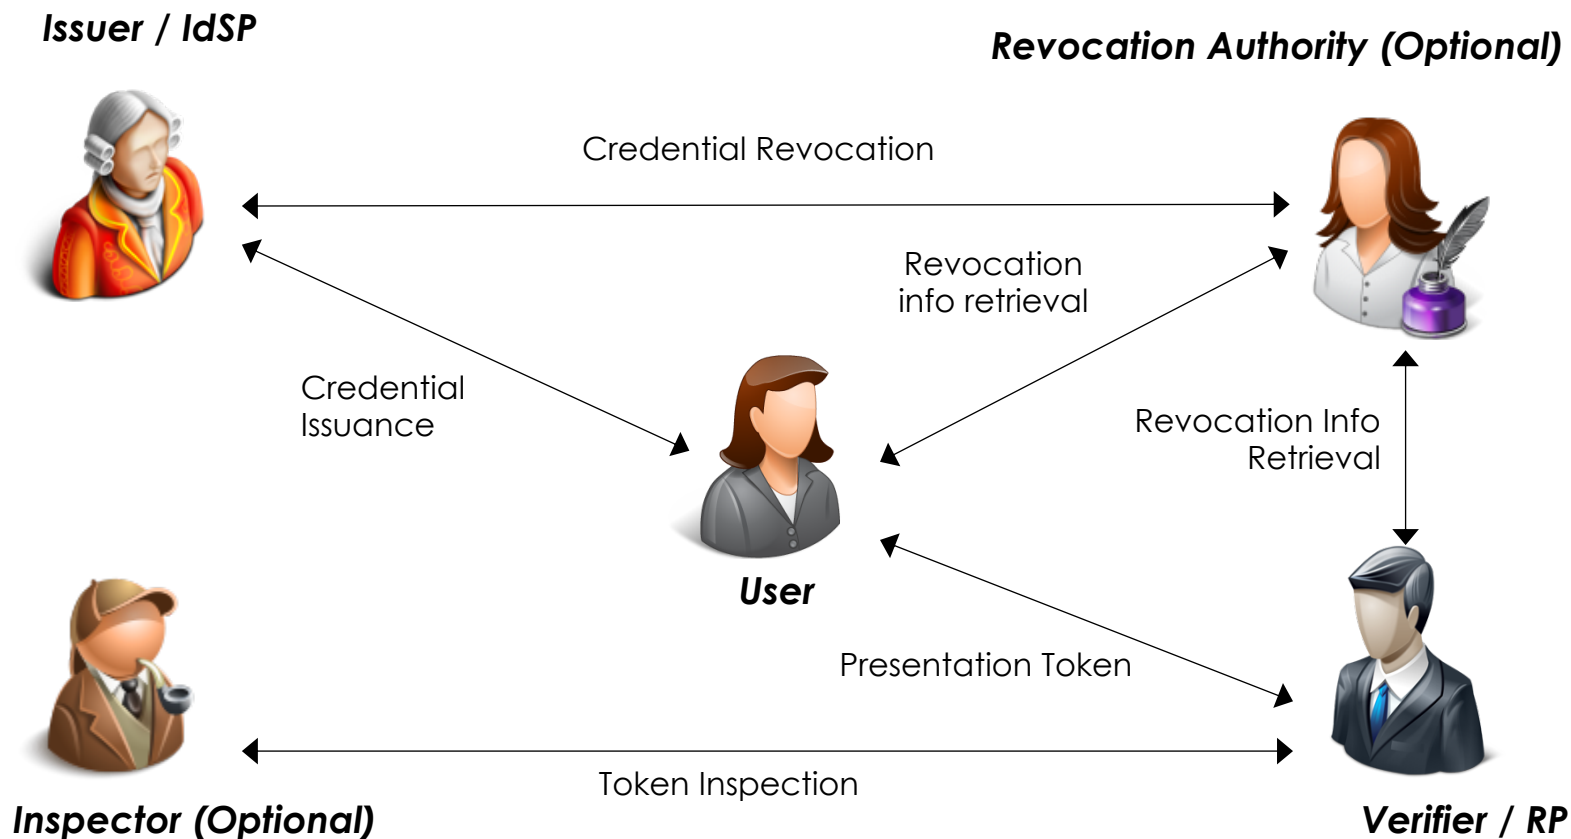 Issuer / IdSP
Revocation Authority (Optional)
Credential Revocation
Revocation
info retrieval
Credential
Issuance
Revocation Info
Retrieval
User
Presentation Token
Token Inspection
Inspector (Optional)
Verifier / RP